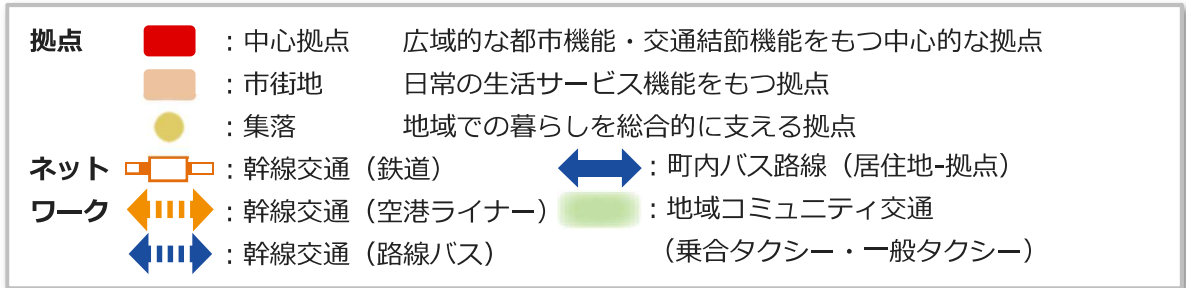 拠点 ：中心拠点 広域的な都市機能・交通結節機能をもつ中心的な拠点
：市街地 日常の生活サービス機能をもつ拠点
：集落 地域での暮らしを総合的に支える拠点
ネット ：幹線交通（鉄道） ：町内バス路線（居住地-拠点）
ワーク ：幹線交通（空港ライナー） ：地域コミュニティ交通
：幹線交通（路線バス） （乗合タクシー・一般タクシー）